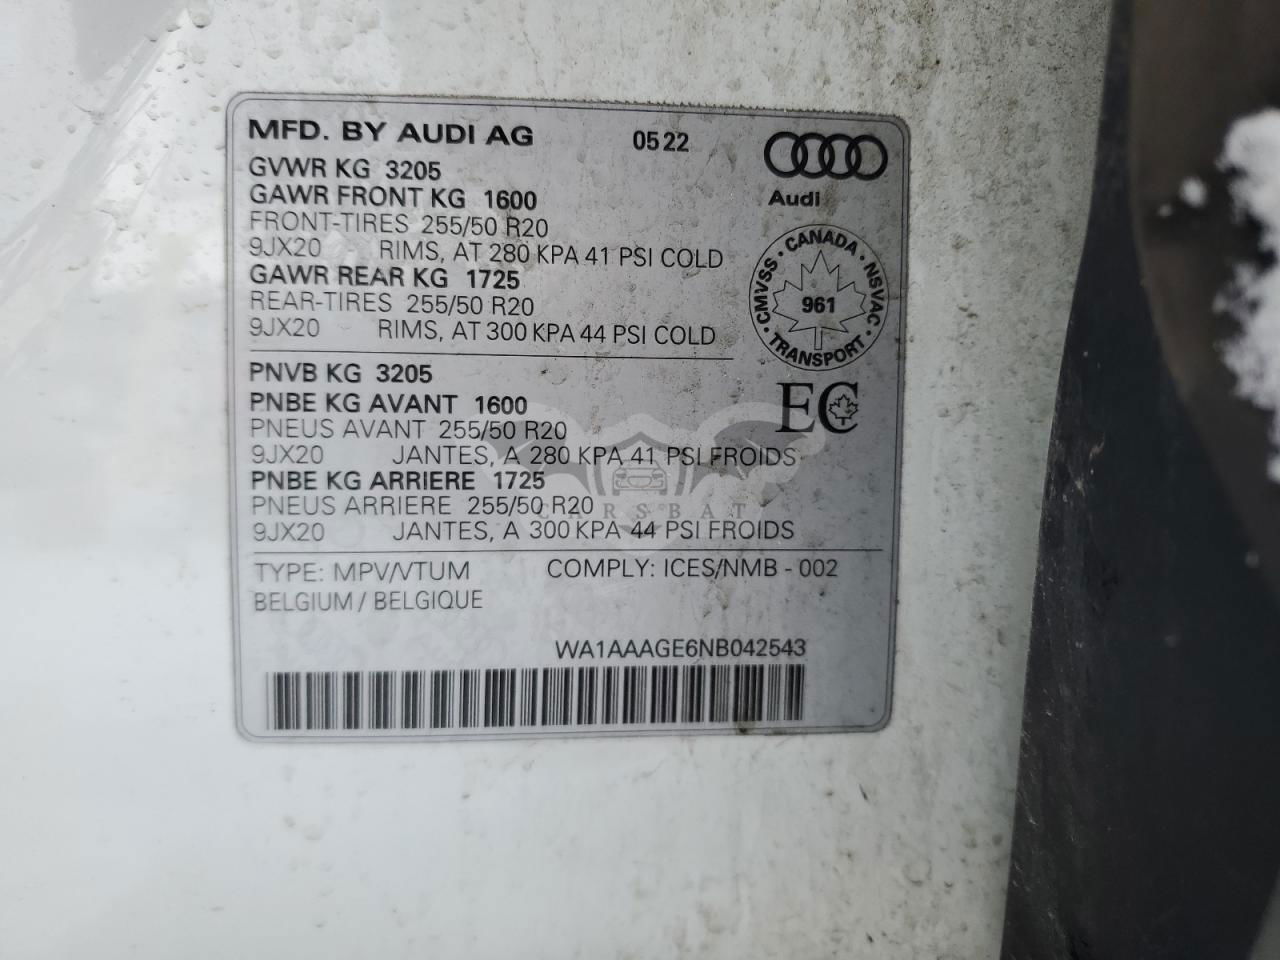 MFD. BY AUDI AG 05 22
Audi
GVWR KG 3205
GAWR FRONT KG 1600
FRONT-TIRES 255/50 R20
9JX20 RIMS, AT 280 KPA 41 PSI COLD
GAWR REAR KG 1725
REAR-TIRES 255/50 R20
9JX20 RIMS, AT 300 KPA 44 PSI COLD
CMVSS · CANADA · NSVAC · TRANSPORT ·
961
PNVB KG 3205
PNBE KG AVANT 1600
PNEUS AVANT 255/50 R20
9JX20 JANTES, A 280 KPA 41 PSI FROIDS
PNBE KG ARRIERE 1725
PNEUS ARRIERE 255/50 R20
9JX20 JANTES, A 300 KPA 44 PSI FROIDS
EC
CARSBAT
TYPE: MPV/VTUM COMPLY: ICES/NMB - 002
BELGIUM / BELGIQUE
WA1AAAGE6NB042543